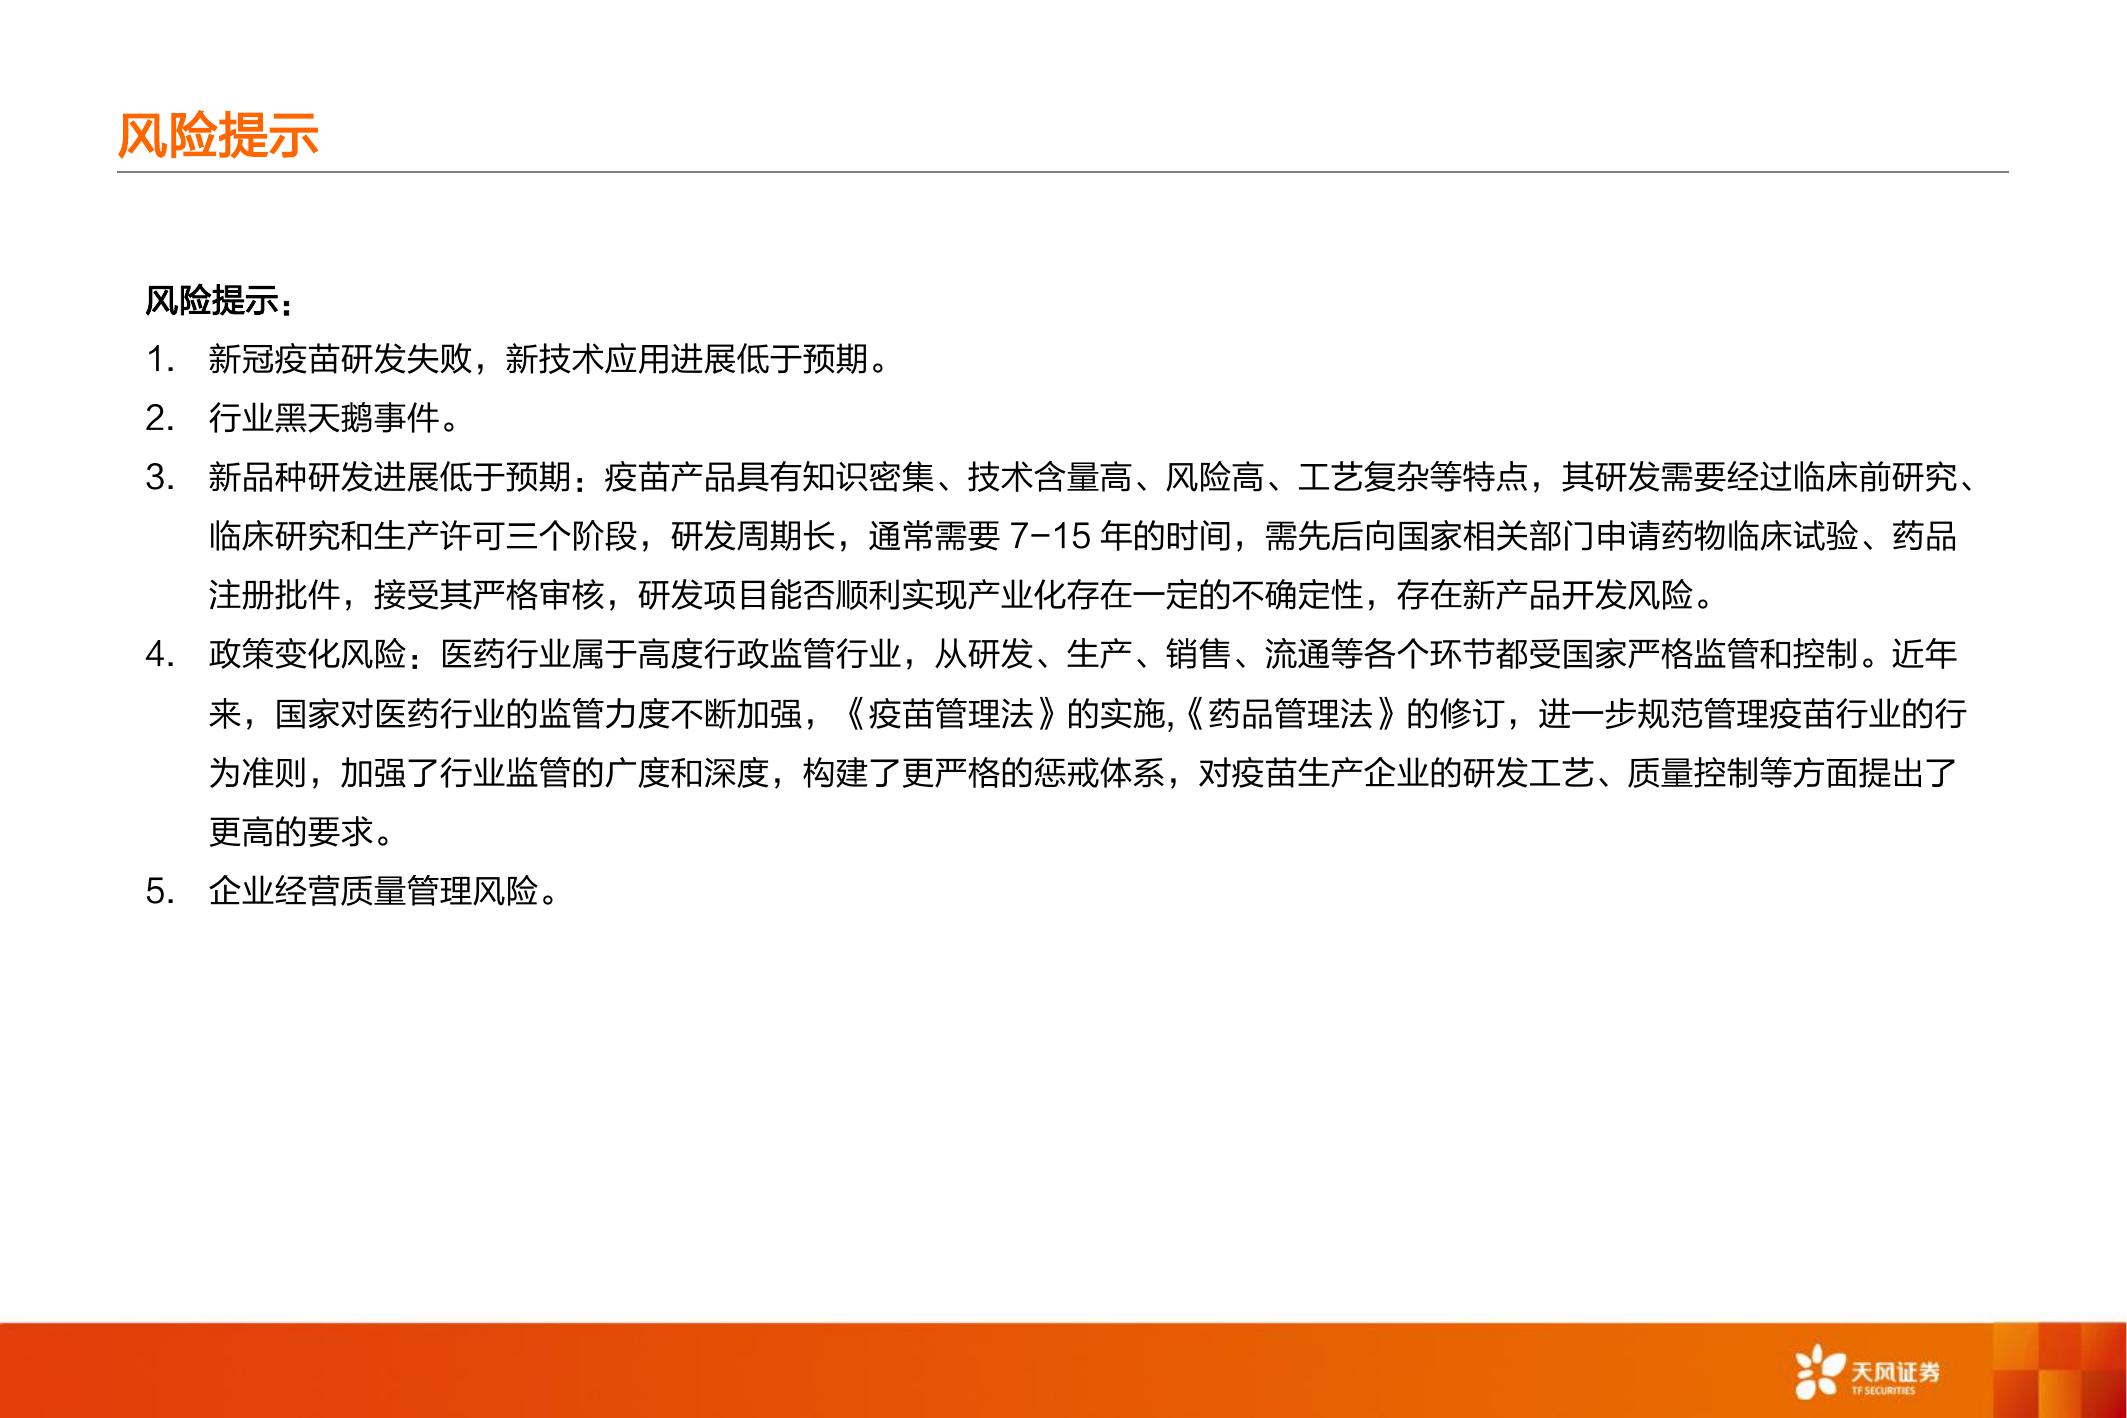 风险提示
风险提示：
1. 新冠疫苗研发失败，新技术应用进展低于预期。
2. 行业黑天鹅事件。
3. 新品种研发进展低于预期：疫苗产品具有知识密集、技术含量高、风险高、工艺复杂等特点，其研发需要经过临床前研究、
临床研究和生产许可三个阶段，研发周期长，通常需要 7-15 年的时间，需先后向国家相关部门申请药物临床试验、药品
注册批件，接受其严格审核，研发项目能否顺利实现产业化存在一定的不确定性，存在新产品开发风险。
4. 政策变化风险：医药行业属于高度行政监管行业，从研发、生产、销售、流通等各个环节都受国家严格监管和控制。近年
来，国家对医药行业的监管力度不断加强，《疫苗管理法》的实施,《药品管理法》的修订，进一步规范管理疫苗行业的行
为准则，加强了行业监管的广度和深度，构建了更严格的惩戒体系，对疫苗生产企业的研发工艺、质量控制等方面提出了
更高的要求。
5. 企业经营质量管理风险。
天风证券
TF SECURITIES